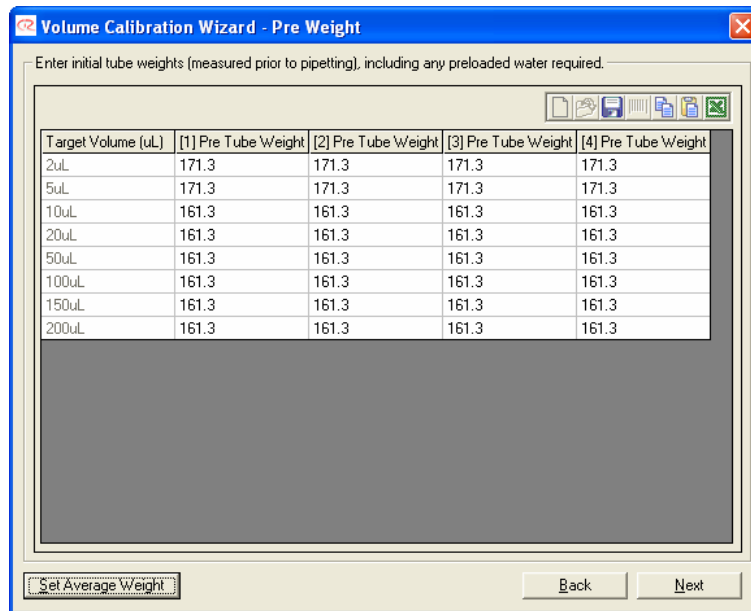 Volume Calibration Wizard - Pre Weight
Enter initial tube weights (measured prior to pipetting), including any preloaded water required.
Target Volume (uL) [1] Pre Tube Weight [2] Pre Tube Weight [3] Pre Tube Weight [4] Pre Tube Weight
2uL 171.3 171.3 171.3 171.3
5uL 171.3 171.3 171.3 171.3
10uL 161.3 161.3 161.3 161.3
20uL 161.3 161.3 161.3 161.3
50uL 161.3 161.3 161.3 161.3
100uL 161.3 161.3 161.3 161.3
150uL 161.3 161.3 161.3 161.3
200uL 161.3 161.3 161.3 161.3
Set Average Weight Back Next